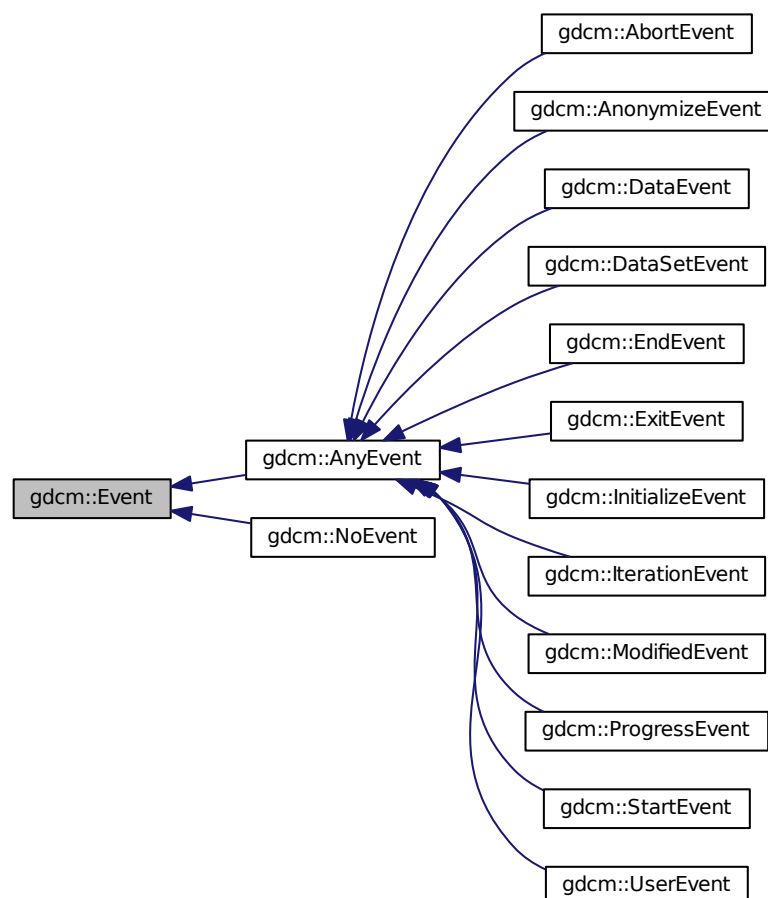 gdcm::AbortEvent
gdcm::AnonymizeEvent
gdcm::DataEvent
gdcm::DataSetEvent
gdcm::EndEvent
gdcm::ExitEvent
gdcm::AnyEvent
gdcm::InitializeEvent
gdcm::Event
gdcm::NoEvent
gdcm::IterationEvent
gdcm::ModifiedEvent
gdcm::ProgressEvent
gdcm::StartEvent
gdcm::UserEvent